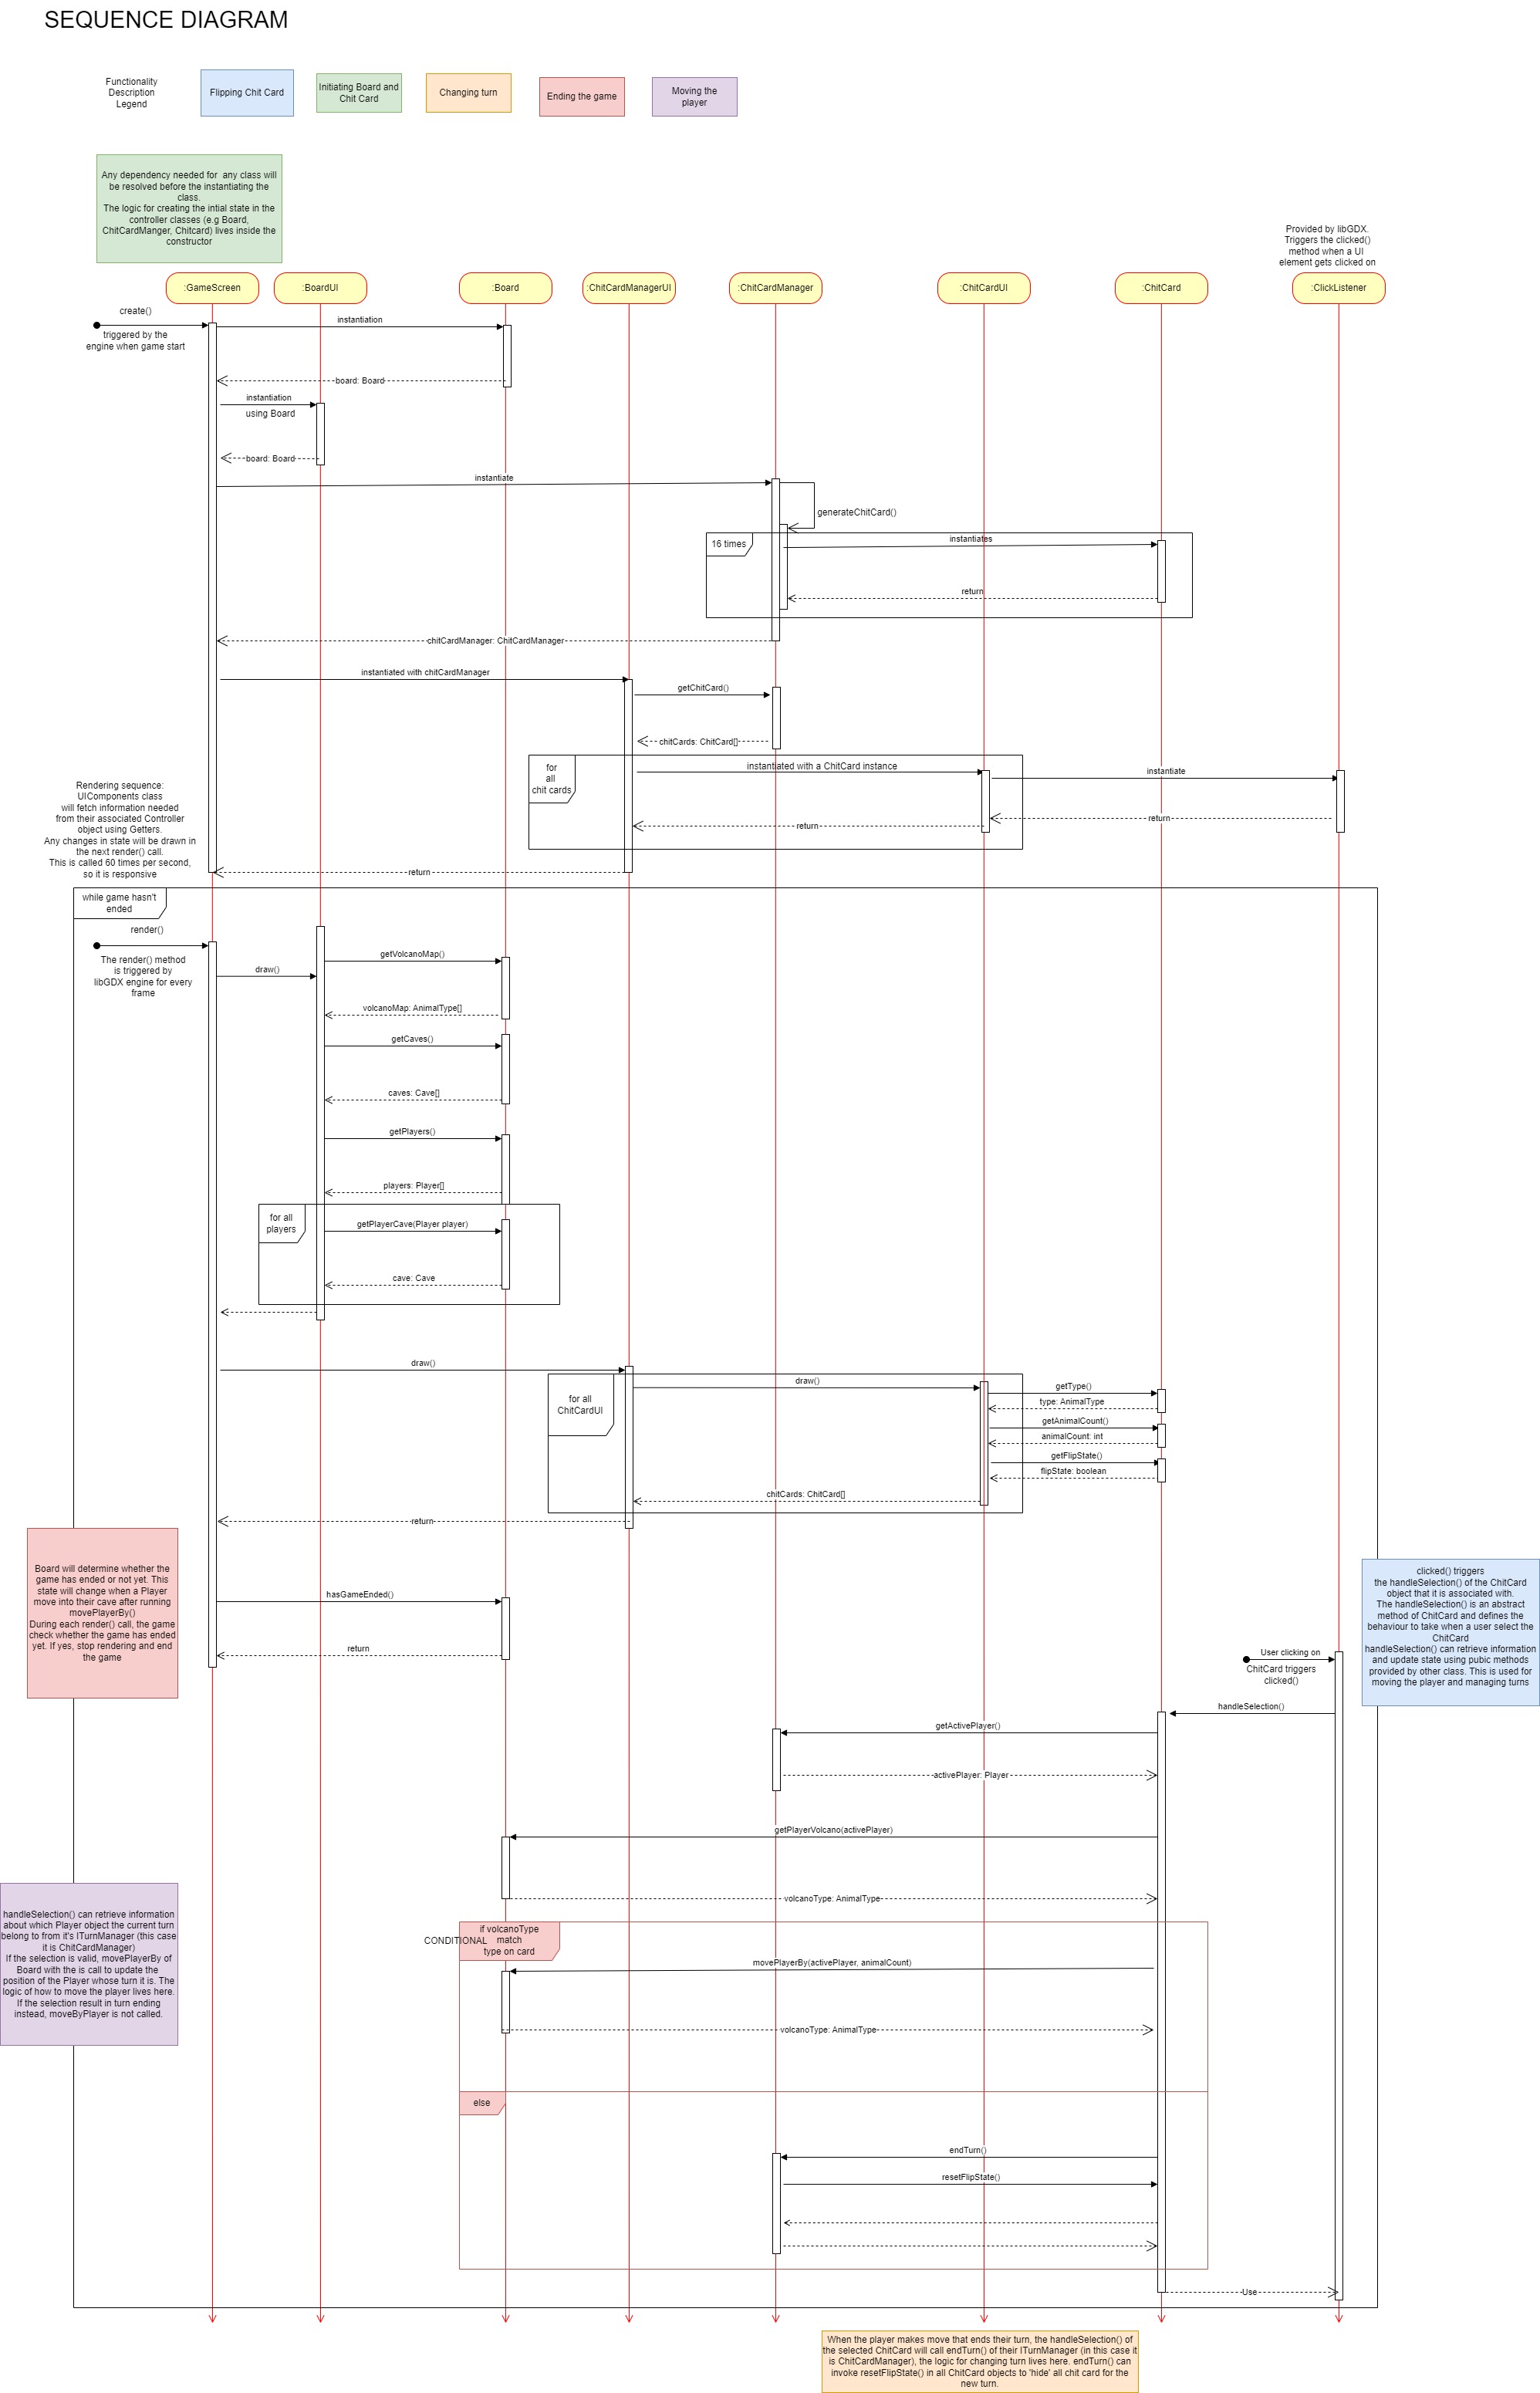 SEQUENCE DIAGRAM
Functionality
Description
Legend
Flipping Chit Card
Initiating Board and
Chit Card
Changing turn
Ending the game
Moving the
player
Any dependency needed for any class will
be resolved before the instantiating the
class.
The logic for creating the intial state in the
controller classes (e.g Board,
ChitCardManger, Chitcard) lives inside the
constructor
Provided by libGDX.
Triggers the clicked()
method when a UI
element gets clicked on
:GameScreen
:BoardUI
:Board
:ChitCardManagerUI
:ChitCardManager
:ChitCardUI
:ChitCard
:ClickListener
create()
triggered by the
engine when game start
instantiation
board: Board
instantiation
using Board
board: Board
instantiate
generateChitCard()
16 times
instantiates
return
chitCardManager: ChitCardManager
instantiated with chitCardManager
getChitCard()
chitCards: ChitCard[]
for
all
chit cards
instantiated with a ChitCard instance
instantiate
return
return
return
Rendering sequence:
UIComponents class
will fetch information needed
from their associated Controller
object using Getters.
Any changes in state will be drawn in
the next render() call.
This is called 60 times per second,
so it is responsive
while game hasn't
ended
render()
The render() method
is triggered by
libGDX engine for every
frame
draw()
getVolcanoMap()
volcanoMap: AnimalType[]
getCaves()
caves: Cave[]
getPlayers()
players: Player[]
for all
players
getPlayerCave(Player player)
cave: Cave
draw()
for all
ChitCardUI
draw()
getType()
type: AnimalType
getAnimalCount()
animalCount: int
getFlipState()
flipState: boolean
chitCards: ChitCard[]
return
Board will determine whether the
game has ended or not yet. This
state will change when a Player
move into their cave after running
movePlayerBy()
During each render() call, the game
check whether the game has ended
yet. If yes, stop rendering and end
the game
hasGameEnded()
return
clicked() triggers
the handleSelection() of the ChitCard
object that it is associated with.
The handleSelection() is an abstract
method of ChitCard and defines the
behaviour to take when a user select the
ChitCard
handleSelection() can retrieve information
and update state using pubic methods
provided by other class. This is used for
moving the player and managing turns
User clicking on
ChitCard triggers
clicked()
handleSelection()
getActivePlayer()
activePlayer: Player
getPlayerVolcano(activePlayer)
volcanoType: AnimalType
handleSelection() can retrieve information
about which Player object the current turn
belong to from it's ITurnManager (this case
it is ChitCardManager)
If the selection is valid, movePlayerBy of
Board with the is call to update the
position of the Player whose turn it is. The
logic of how to move the player lives here.
If the selection result in turn ending
instead, moveByPlayer is not called.
CONDITIONAL
if volcanoType
match
type on card
movePlayerBy(activePlayer, animalCount)
volcanoType: AnimalType
else
endTurn()
resetFlipState()
Use
When the player makes move that ends their turn, the handleSelection() of
the selected ChitCard will call endTurn() of their ITurnManager (in this case it
is ChitCardManager), the logic for changing turn lives here. endTurn() can
invoke resetFlipState() in all ChitCard objects to 'hide' all chit card for the
new turn.